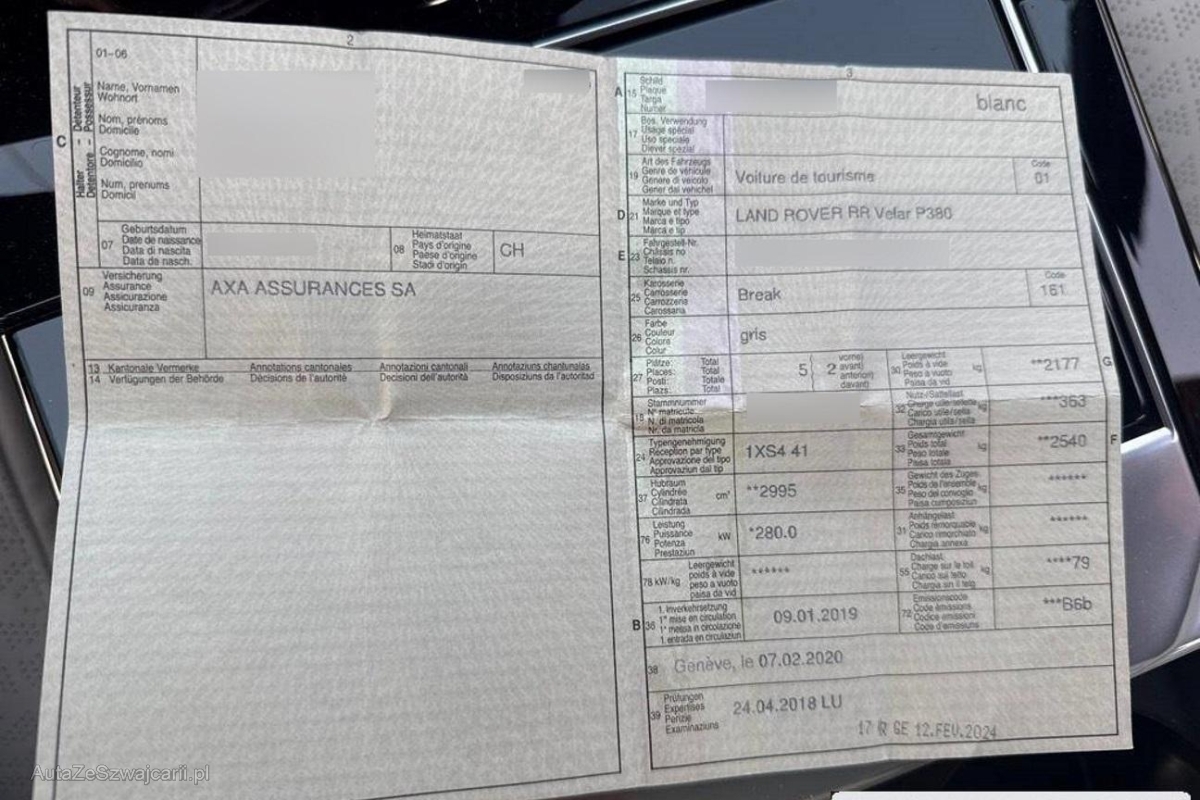 2
01-06
C
Halter - Détenteur
Detentore - Possessur
Name, Vornamen
Wohnort
Nom, prénoms
Domicile
Cognome, nomi
Domicilio
Num, prenums
Domicil
07
Geburtsdatum
Date de naissance
Data di nascita
Data da nasch.
08
Heimatstaat
Pays d'origine
Paese d'origine
Stadi d'origin
CH
09
Versicherung
Assurance
Assicurazione
Assicuranza
AXA ASSURANCES SA
13 Kantonale Vermerke Annotations cantonales Annotazioni cantonali Annotaziuns chantunalas
14 Verfügungen der Behörde Décisions de l'autorité Decisioni dell'autorità Disposiziuns da l'autoritad
3
A
15
Schild
Plaque
Targa
Numer
blanc
17
Bes. Verwendung
Usage spécial
Uso speciale
Diever spezial
19
Art des Fahrzeugs
Genre de véhicule
Genere di veicolo
Gener dal vehichel
Voiture de tourisme
Code
01
D
21
Marke und Typ
Marque et type
Marca e tipo
Marca e tip
LAND ROVER RR Velar P380
E
23
Fahrgestell-Nr.
Châssis no
Telaio n.
Schassis nr.
25
Karosserie
Carrosserie
Carrozzeria
Carossaria
Break
Code
161
26
Farbe
Couleur
Colore
Colur
gris
27
Plätze: Total
Places: Total
Posti: Totale
Plazs: Total
5
2
vorne
avant
anteriori
davant
30
Leergewicht
Poids à vide
Peso a vuoto
Paisa da vid
kg
**2177
G
18
Stammnummer
N° matricule
N. di matricola
Nr. da matricla
32
Nutz-/Sattellast
Charge utile/sellette
Carico utile/sella
Chargia utila/sella
kg
***363
24
Typengenehmigung
Réception par type
Approvazione del tipo
Approvaziun dal tip
1XS4 41
33
Gesamtgewicht
Poids total
Peso totale
Paisa totala
kg
**2540
F
37
Hubraum
Cylindrée
Cilindrata
Cilindrada
cm³
**2995
35
Gewicht des Zuges
Poids de l'ensemble
Peso del convoglio
Paisa cumposiziun
kg
******
76
Leistung
Puissance
Potenza
Prestaziun
kW
*280.0
31
Anhängelast
Poids remorquable
Carico rimorchiato
Chargia annexa
kg
******
78 kW/kg
Leergewicht
poids à vide
peso a vuoto
paisa da vid
******
55
Dachlast
Charge sur le toit
Carico sul tetto
Chargia sin il tetg
kg
****79
B
36
1. Inverkehrsetzung
1re mise en circulation
1a messa in circolazione
1. entrada en circulaziun
09.01.2019
72
Emissionscode
Code émissions
Codice emissioni
Code d'emissiuns
***B6b
38
Genève, le 07.02.2020
39
Prüfungen
Expertises
Perizie
Examinaziuns
24.04.2018 LU
17 R GE 12.FEV.2024
AutaZeSzwajcarii.pl